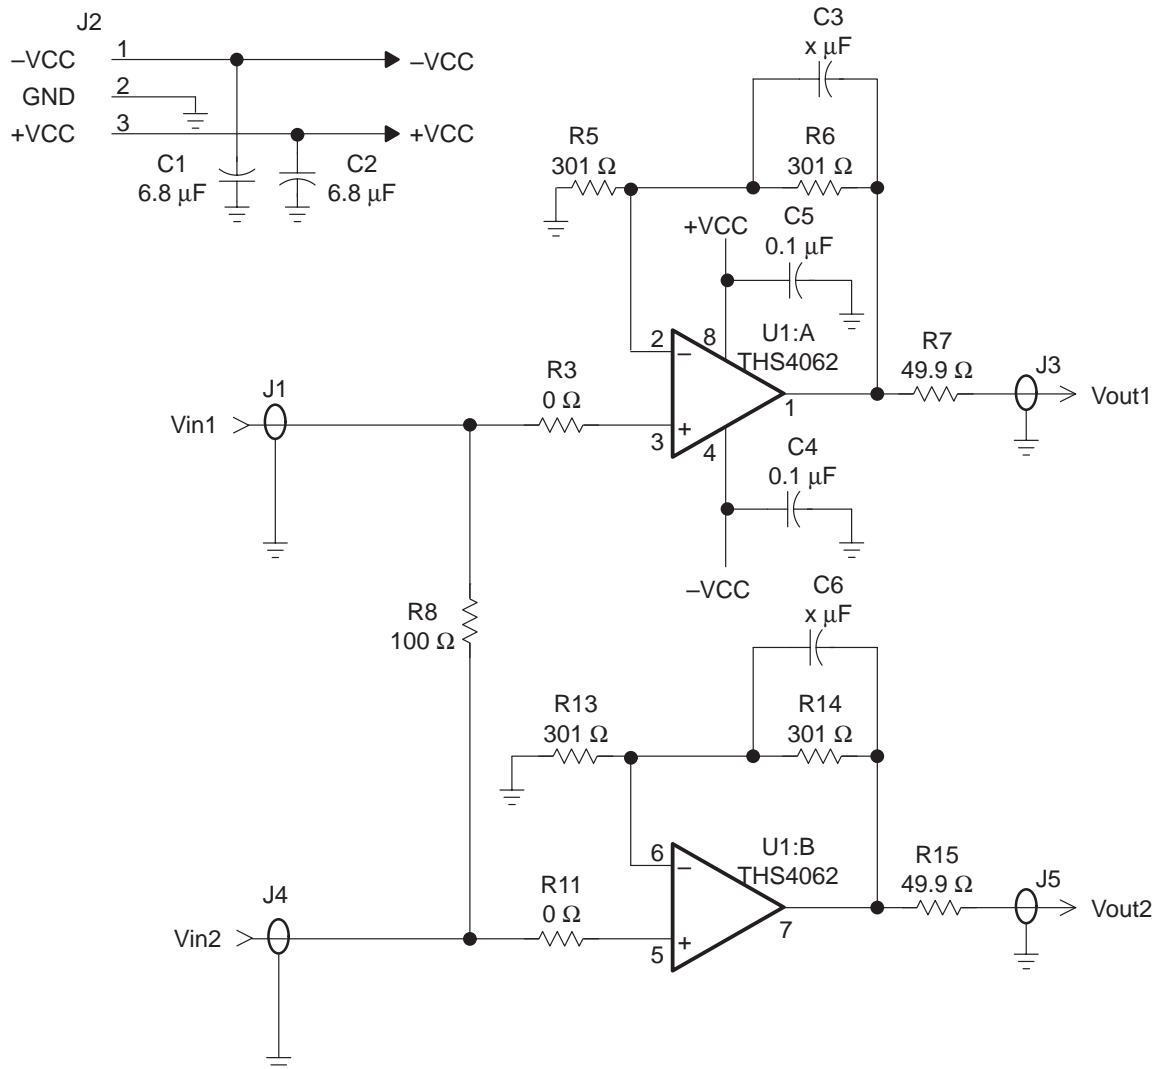 J2
–VCC 1 –VCC
GND 2
+VCC 3 +VCC
C1
6.8 µF
C2
6.8 µF
C3
x µF
R5
301 Ω
R6
301 Ω
+VCC
C5
0.1 µF
U1:A
THS4062
2
–
8
1
3
+
4
R3
0 Ω
J1
Vin1
R7
49.9 Ω
J3
Vout1
C4
0.1 µF
–VCC
R8
100 Ω
C6
x µF
R13
301 Ω
R14
301 Ω
U1:B
THS4062
6
–
7
5
+
R11
0 Ω
J4
Vin2
R15
49.9 Ω
J5
Vout2